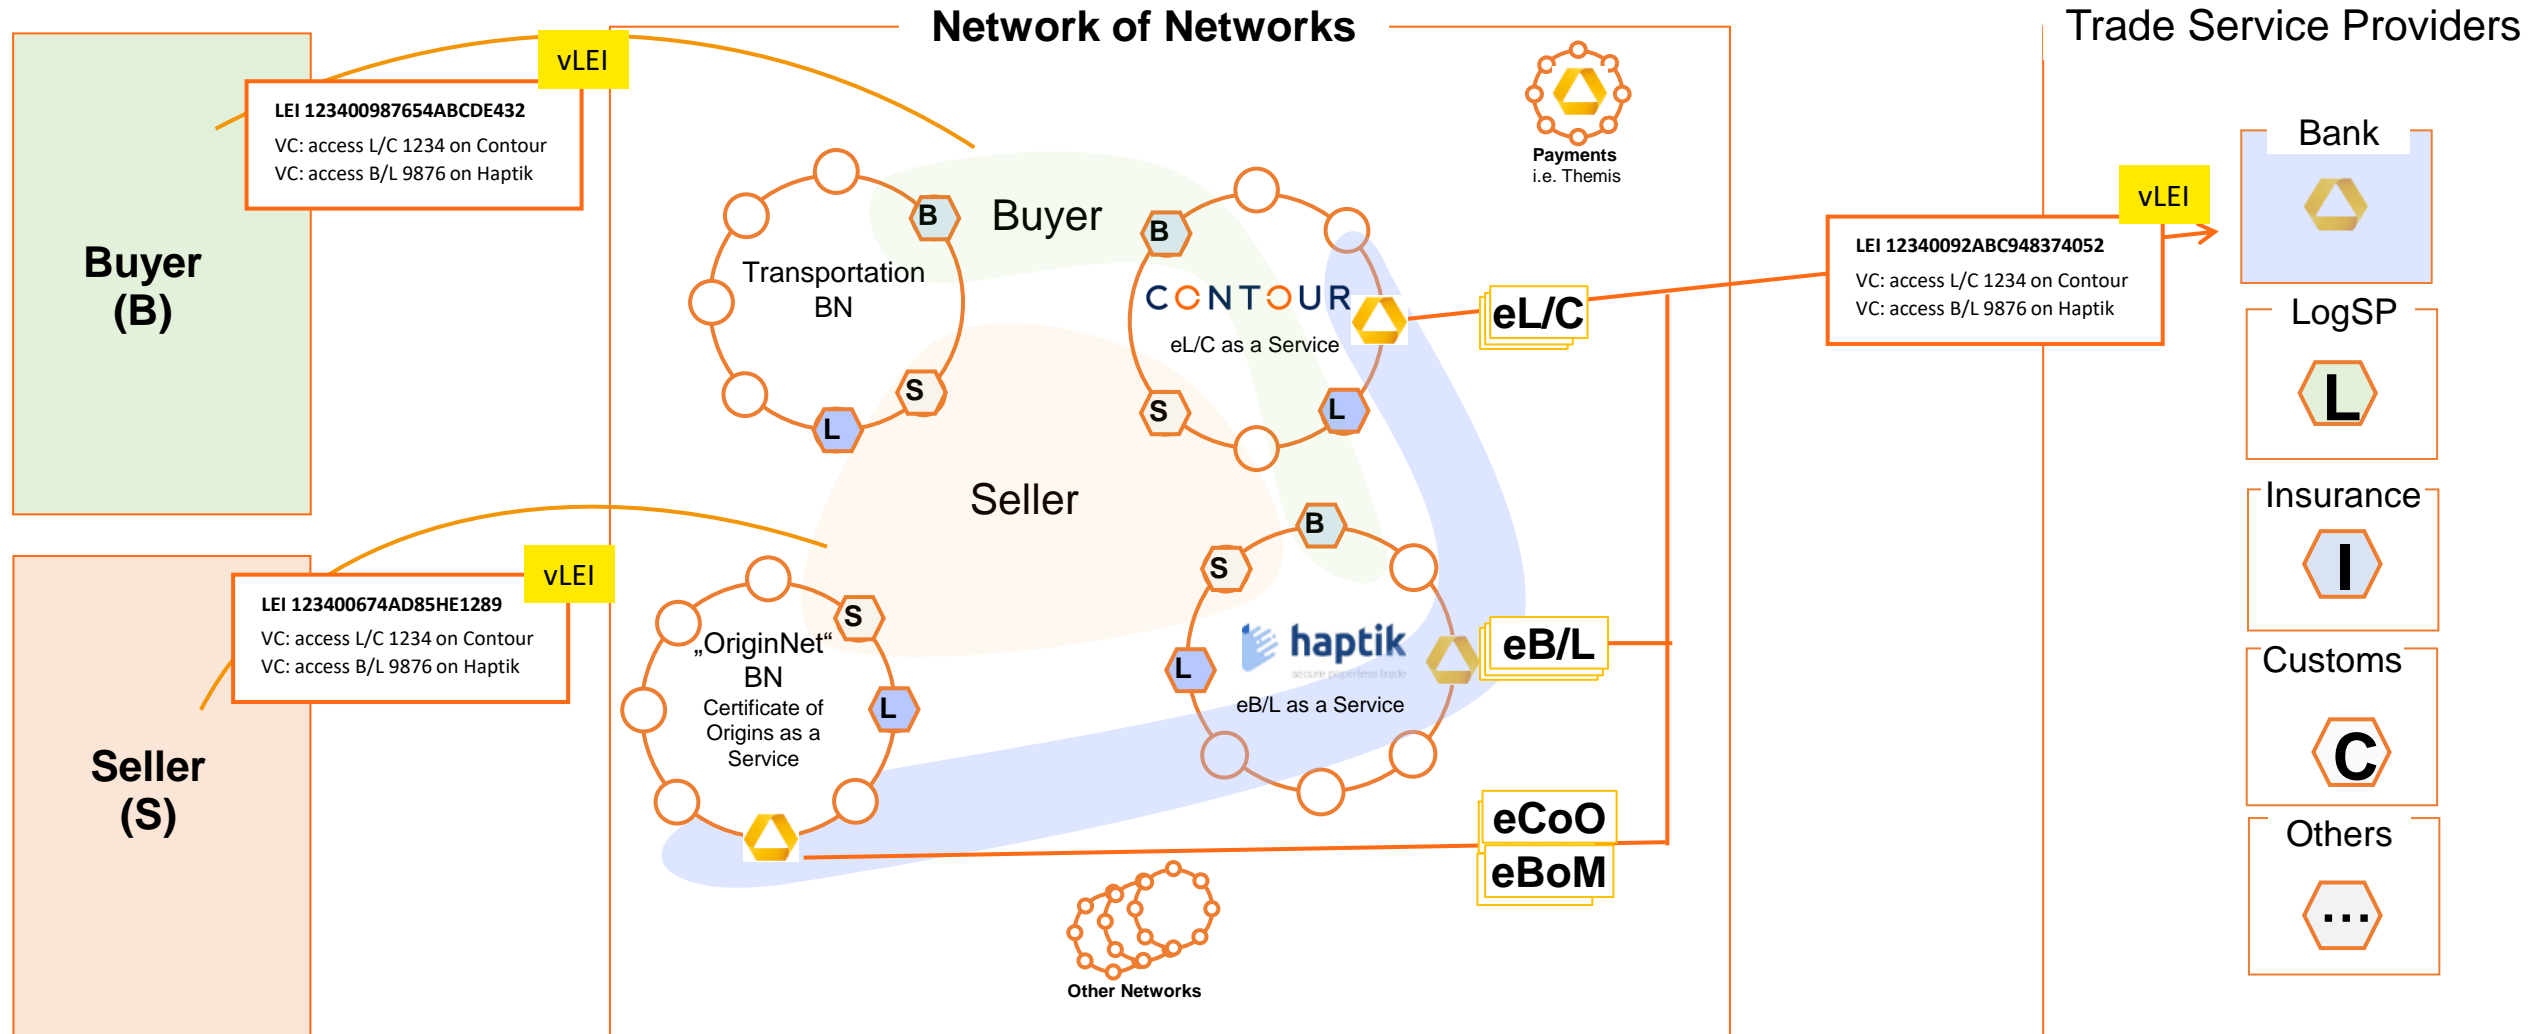 Network of Networks
Trade Service Providers
vLEI
LEI 123400987654ABCDE432
VC: access L/C 1234 on Contour
VC: access B/L 9876 on Haptik
Buyer
(B)
Payments
i.e. Themis
Bank
vLEI
LEI 12340092ABC948374052
VC: access L/C 1234 on Contour
VC: access B/L 9876 on Haptik
B
Buyer
B
Transportation
BN
CONTOUR
eL/C as a Service
eL/C
S
L
S
L
LogSP
L
Seller
Insurance
I
vLEI
LEI 123400674AD85HE1289
VC: access L/C 1234 on Contour
VC: access B/L 9876 on Haptik
Seller
(S)
B
S
S
„OriginNet“
BN
Certificate of
Origins as a
Service
L
haptik
secure paperless trade
L
eB/L as a Service
eB/L
Customs
C
eCoO
eBoM
Others
...
Other Networks